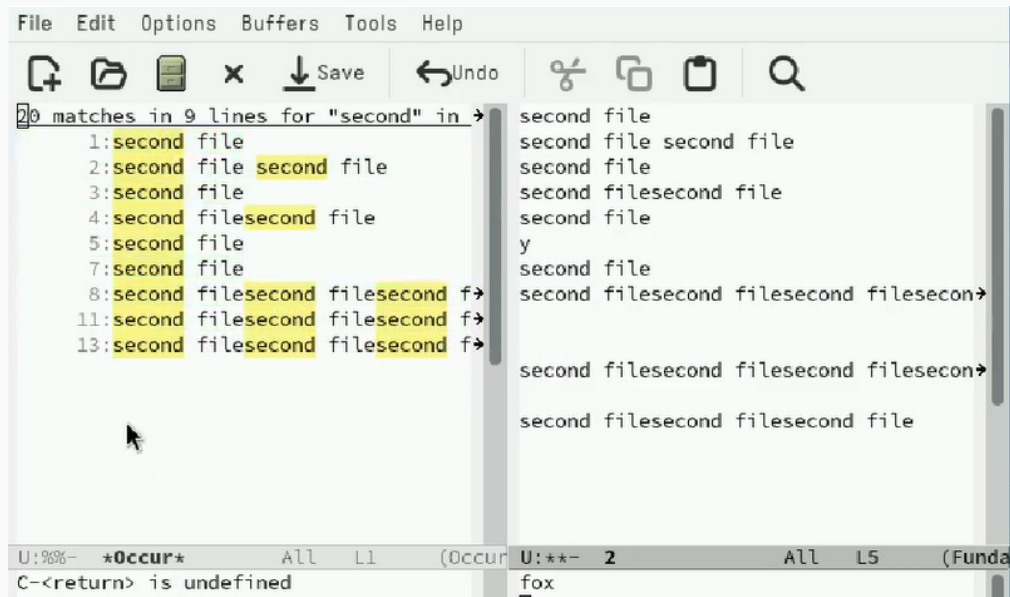 File Edit Options Buffers Tools Help
Save Undo
20 matches in 9 lines for "second" in
1:second file
2:second file second file
3:second file
4:second filesecond file
5:second file
7:second file
8:second filesecond filesecond f
11:second filesecond filesecond f
13:second filesecond filesecond f
U:%%- *Occur* All L1 (Occur
C-<return> is undefined
second file
second file second file
second file
second filesecond file
second file
y
second file
second filesecond filesecond filesecon
second filesecond filesecond filesecon
second filesecond filesecond file
U:**- 2 All L5 (Funda
fox